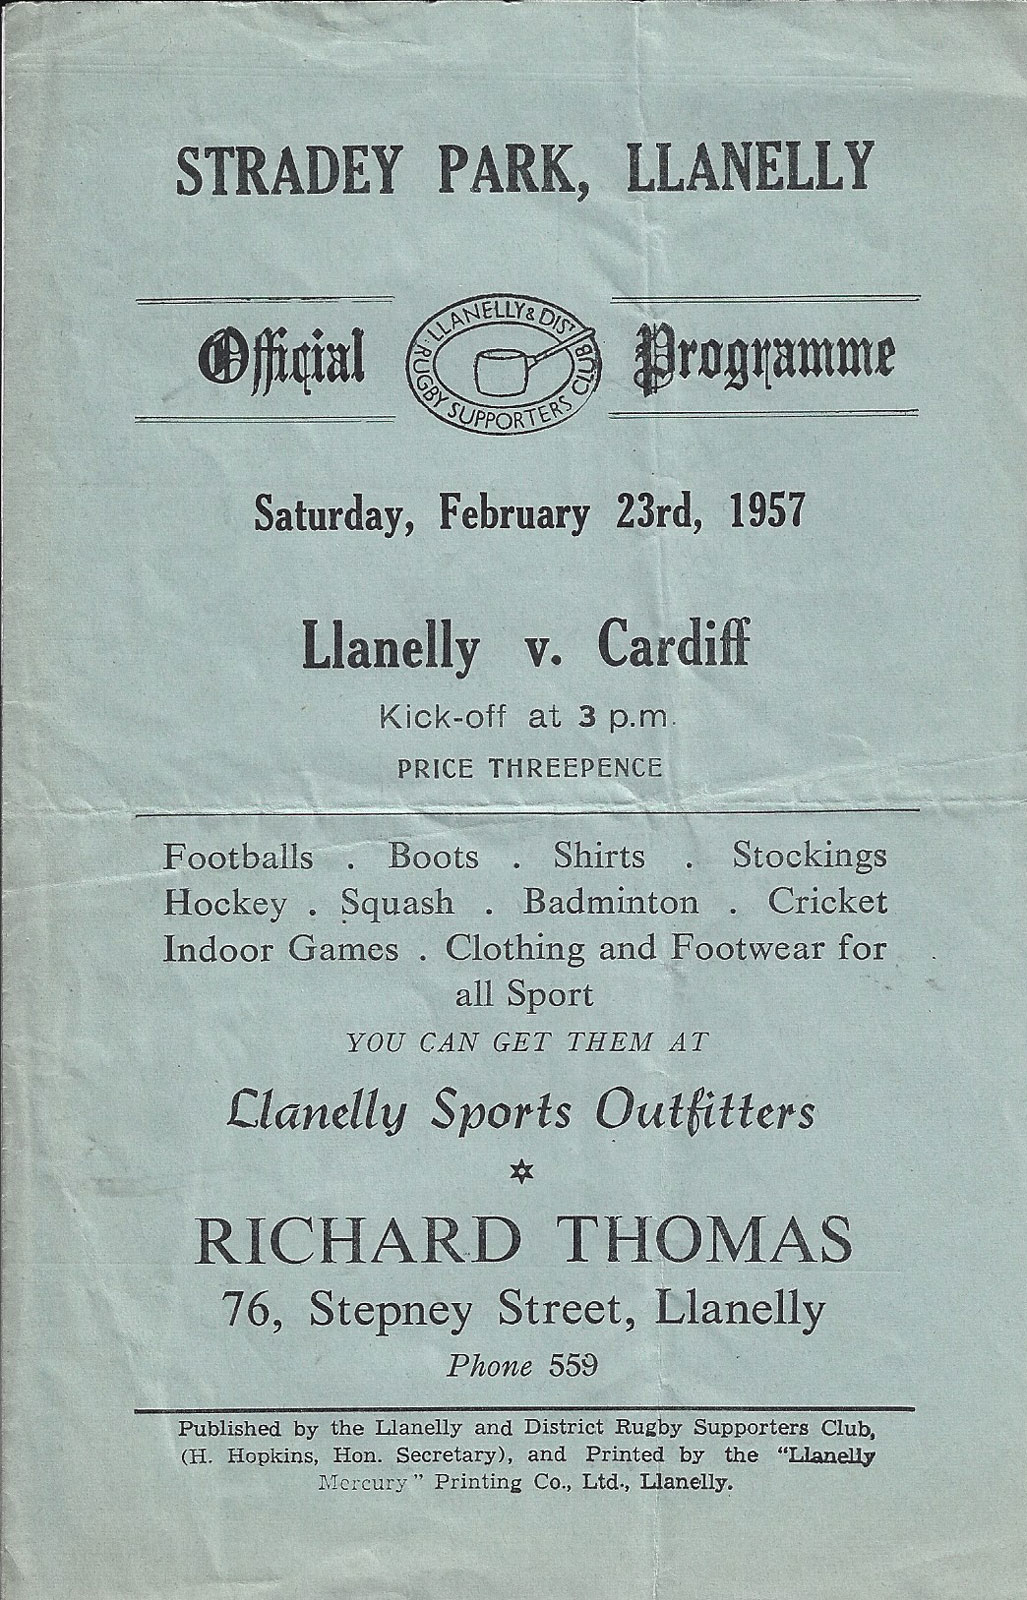 STRADEY PARK, LLANELLY
Official
LLANELLY & DIST
RUGBY SUPPORTERS CLUB
Programme
Saturday, February 23rd, 1957
Llanelly v. Cardiff
Kick-off at 3 p.m.
PRICE THREEPENCE
Footballs . Boots . Shirts . Stockings
Hockey . Squash . Badminton . Cricket
Indoor Games . Clothing and Footwear for
all Sport
YOU CAN GET THEM AT
Llanelly Sports Outfitters
RICHARD THOMAS
76, Stepney Street, Llanelly
Phone 559
Published by the Llanelly and District Rugby Supporters Club,
(H. Hopkins, Hon. Secretary), and Printed by the "Llanelly
Mercury" Printing Co., Ltd., Llanelly.